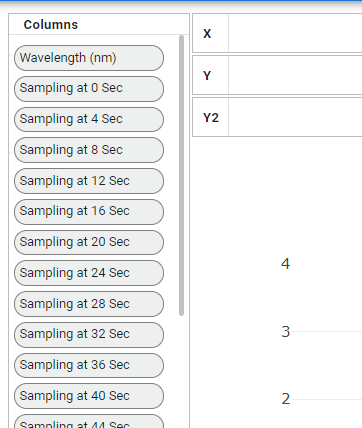 Columns
Wavelength (nm)
Sampling at 0 Sec
Sampling at 4 Sec
Sampling at 8 Sec
Sampling at 12 Sec
Sampling at 16 Sec
Sampling at 20 Sec
Sampling at 24 Sec
Sampling at 28 Sec
Sampling at 32 Sec
Sampling at 36 Sec
Sampling at 40 Sec
Sampling at 44 Sec
X
Y
Y2
4
3
2